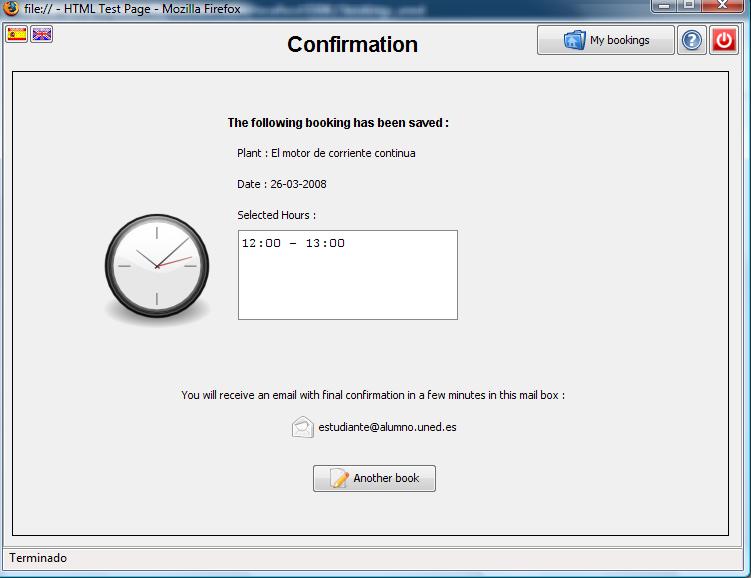 file:// - HTML Test Page - Mozilla Firefox
Confirmation
My bookings
The following booking has been saved :
Plant : El motor de corriente continua
Date : 26-03-2008
Selected Hours :
12:00 - 13:00
You will receive an email with final confirmation in a few minutes in this mail box :
estudiante@alumno.uned.es
Another book
Terminado